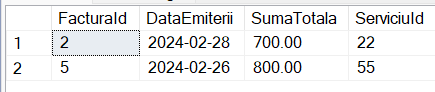 FacturaId DataEmiterii SumaTotala ServiciuId
1 2 2024-02-28 700.00 22
2 5 2024-02-26 800.00 55